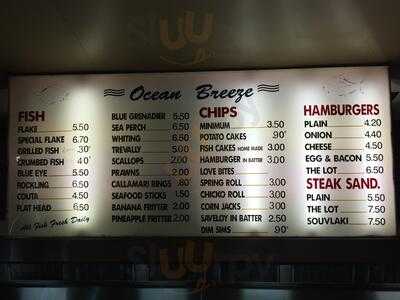 Ocean Breeze
FISH
FLAKE 5.50
SPECIAL FLAKE 6.70
GRILLED FISH 30'
CRUMBED FISH 40'
BLUE EYE 5.50
ROCKLING 6.50
COUTA 4.50
FLAT HEAD 6.50
All Fish Fresh Daily
BLUE GRENADIER 5.50
SEA PERCH 6.50
WHITING 6.50
TREVALLY 5.00
SCALLOPS 2.00
PRAWNS 2.00
CALLAMARI RINGS .80'
SEAFOOD STICKS 1.50
BANANA FRITTER 2.00
PINEAPPLE FRITTER 2.00
CHIPS
MINIMUM 3.50
POTATO CAKES .90'
FISH CAKES HOME MADE 3.00
HAMBURGER IN BATTER 3.00
LOVE BITES
SPRING ROLL 3.00
CHICKO ROLL 3.00
CORN JACKS 3.00
SAVELOY IN BATTER 2.50
DIM SIMS .90'
HAMBURGERS
PLAIN 4.20
ONION 4.40
CHEESE 4.50
EGG & BACON 5.50
THE LOT 6.50
STEAK SAND.
PLAIN 5.50
THE LOT 7.50
SOUVLAKI 7.50